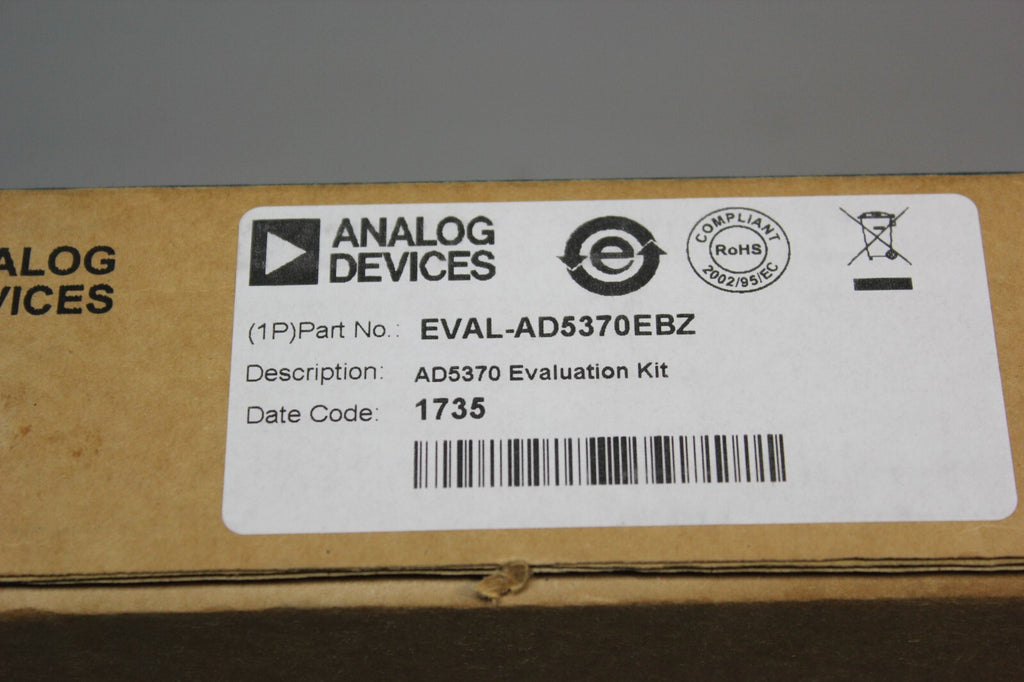 ALOG
VICES
ANALOG
DEVICES
e
COMPLIANT
RoHS
2002/95/EC
(1P)Part No.: EVAL-AD5370EBZ
Description: AD5370 Evaluation Kit
Date Code: 1735